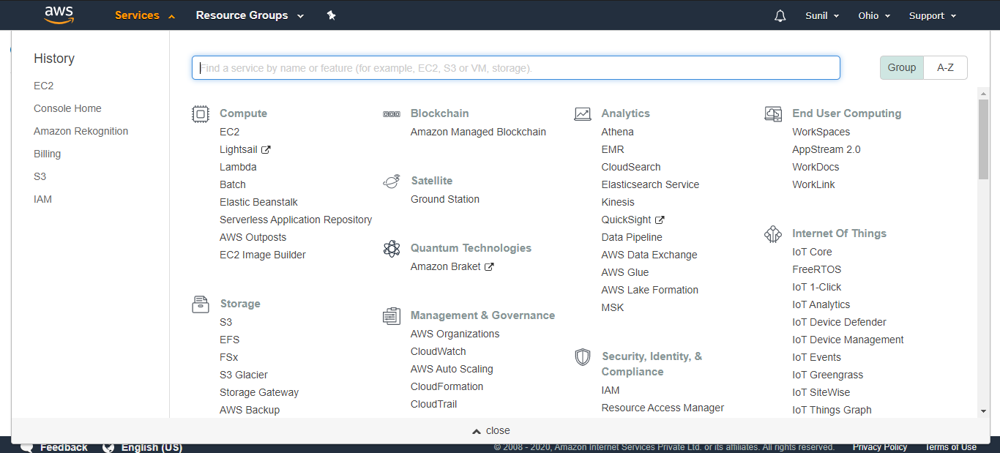 aws
Services
Resource Groups
Sunil
Ohio
Support
History
EC2
Console Home
Amazon Rekognition
Billing
S3
IAM
Find a service by name or feature (for example, EC2, S3 or VM, storage).
Group
A-Z
Compute
EC2
Lightsail
Lambda
Batch
Elastic Beanstalk
Serverless Application Repository
AWS Outposts
EC2 Image Builder
Storage
S3
EFS
FSx
S3 Glacier
Storage Gateway
AWS Backup
Blockchain
Amazon Managed Blockchain
Satellite
Ground Station
Quantum Technologies
Amazon Braket
Management & Governance
AWS Organizations
CloudWatch
AWS Auto Scaling
CloudFormation
CloudTrail
Analytics
Athena
EMR
CloudSearch
Elasticsearch Service
Kinesis
QuickSight
Data Pipeline
AWS Data Exchange
AWS Glue
AWS Lake Formation
MSK
Security, Identity, &
Compliance
IAM
Resource Access Manager
End User Computing
WorkSpaces
AppStream 2.0
WorkDocs
WorkLink
Internet Of Things
IoT Core
FreeRTOS
IoT 1-Click
IoT Analytics
IoT Device Defender
IoT Device Management
IoT Events
IoT Greengrass
IoT SiteWise
IoT Things Graph
close
Feedback
English (US)
© 2008 - 2020, Amazon Internet Services Private Ltd. or its affiliates. All rights reserved.
Privacy Policy
Terms of Use